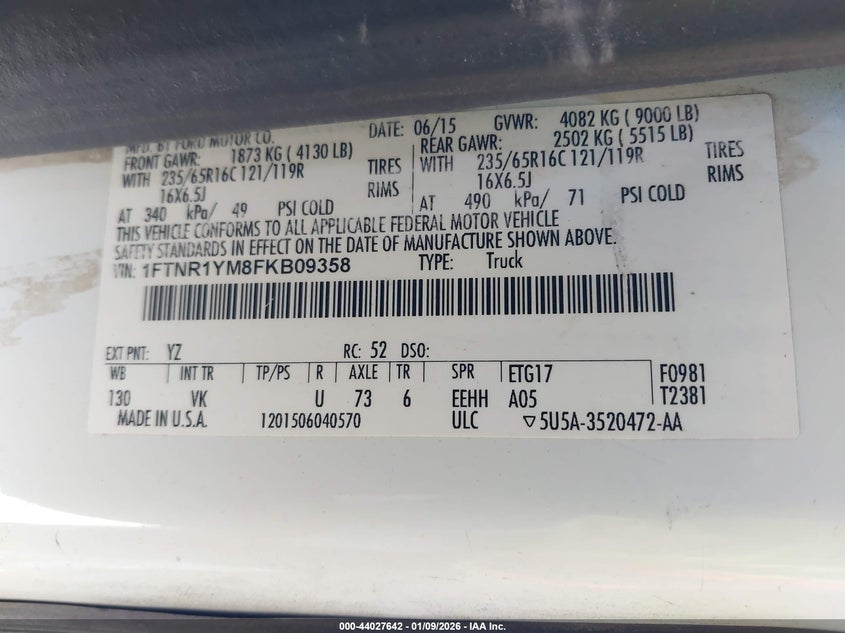 MFD. BY FORD MOTOR CO. DATE: 06/15 GVWR: 4082 KG ( 9000 LB)
FRONT GAWR: 1873 KG ( 4130 LB) REAR GAWR: 2502 KG ( 5515 LB)
WITH 235/65R16C 121/119R TIRES WITH 235/65R16C 121/119R TIRES
16X6.5J RIMS 16X6.5J RIMS
AT 340 kPa/ 49 PSI COLD AT 490 kPa/ 71 PSI COLD
THIS VEHICLE CONFORMS TO ALL APPLICABLE FEDERAL MOTOR VEHICLE
SAFETY STANDARDS IN EFFECT ON THE DATE OF MANUFACTURE SHOWN ABOVE.
VIN: 1FTNR1YM8FKB09358 TYPE: Truck
EXT PNT: YZ RC: 52 DSO:
WB INT TR TP/PS R AXLE TR SPR ETG17 F0981
130 VK U 73 6 EEHH A05 T2381
MADE IN U.S.A. 1201506040570 ULC ▽5U5A-3520472-AA
000-44027642 - 01/09/2026 - IAA Inc.